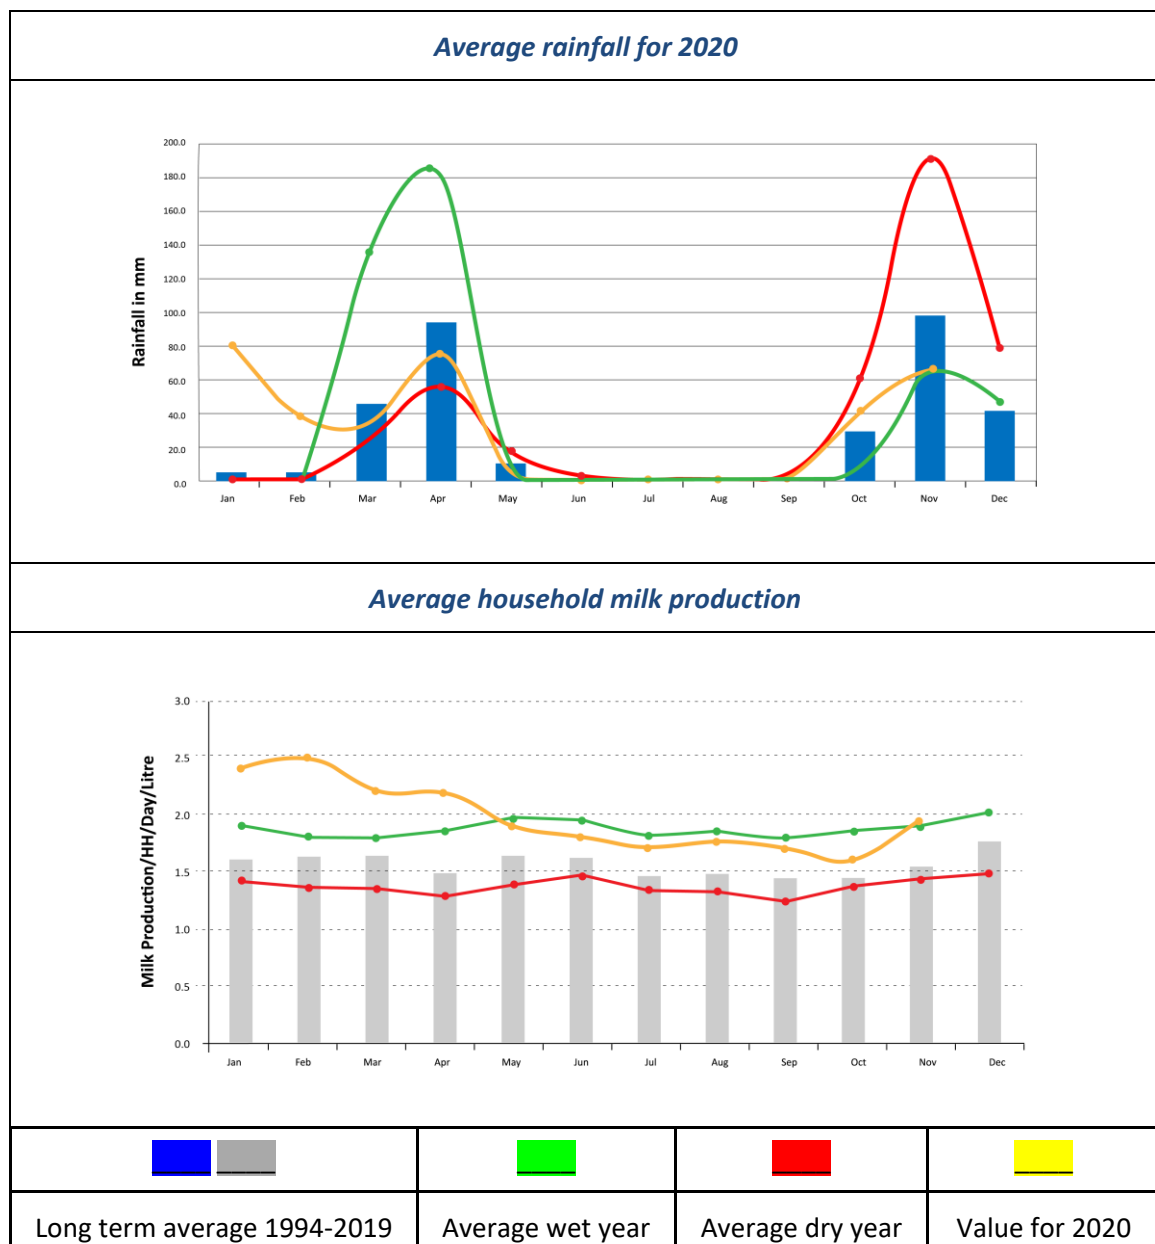 Average rainfall for 2020
Rainfall in mm
200.0
180.0
160.0
140.0
120.0
100.0
80.0
60.0
40.0
20.0
0.0
Jan Feb Mar Apr May Jun Jul Aug Sep Oct Nov Dec
Average household milk production
Milk Production/HH/Day/Litre
3.0
2.5
2.0
1.5
1.0
0.5
0.0
Jan Feb Mar Apr May Jun Jul Aug Sep Oct Nov Dec
Long term average 1994-2019 Average wet year Average dry year Value for 2020